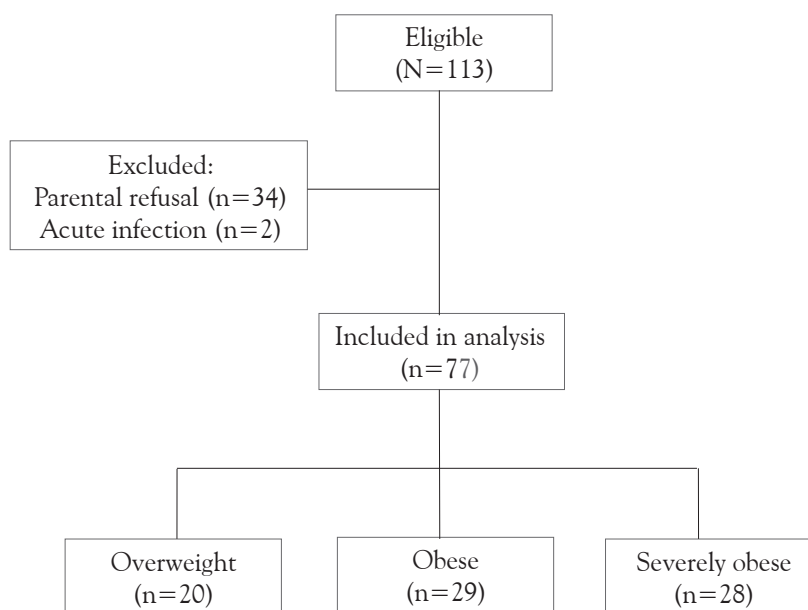 Eligible
(N=113)
Excluded:
Parental refusal (n=34)
Acute infection (n=2)
Included in analysis
(n=77)
Overweight
(n=20)
Obese
(n=29)
Severely obese
(n=28)